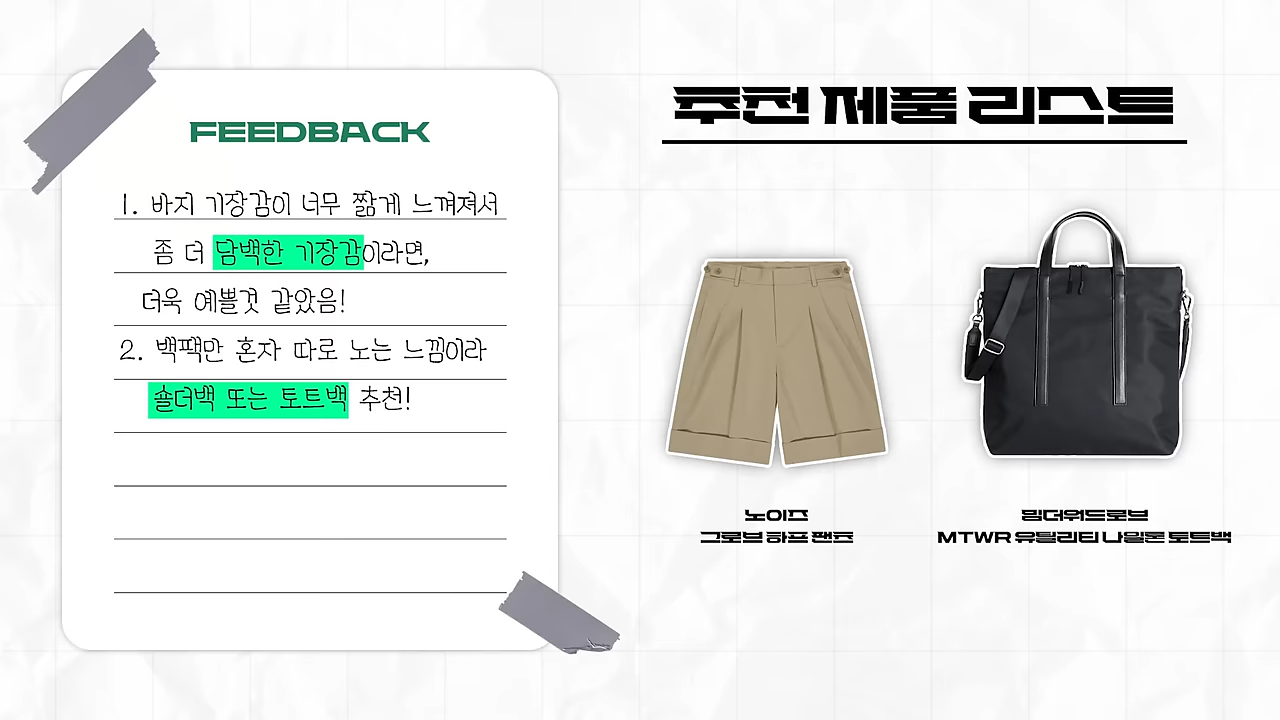 FEEDBACK
1. 바지 기장감이 너무 짧게 느껴져서
좀 더 담백한 기장감이라면,
더욱 예쁠것 같았음!
2. 백팩만 혼자 따로 노는 느낌이라
숄더백 또는 토트백 추천!
추천 제품 리스트
노이즈
그로브 하프 팬츠
밈더워드로브
MTWR 유틸리티 나일론 토트백